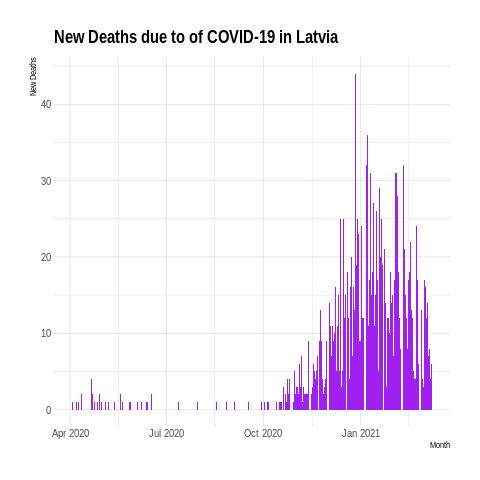 New Deaths due to of COVID-19 in Latvia
New Deaths
40
30
20
10
0
Apr 2020 Jul 2020 Oct 2020 Jan 2021
Month